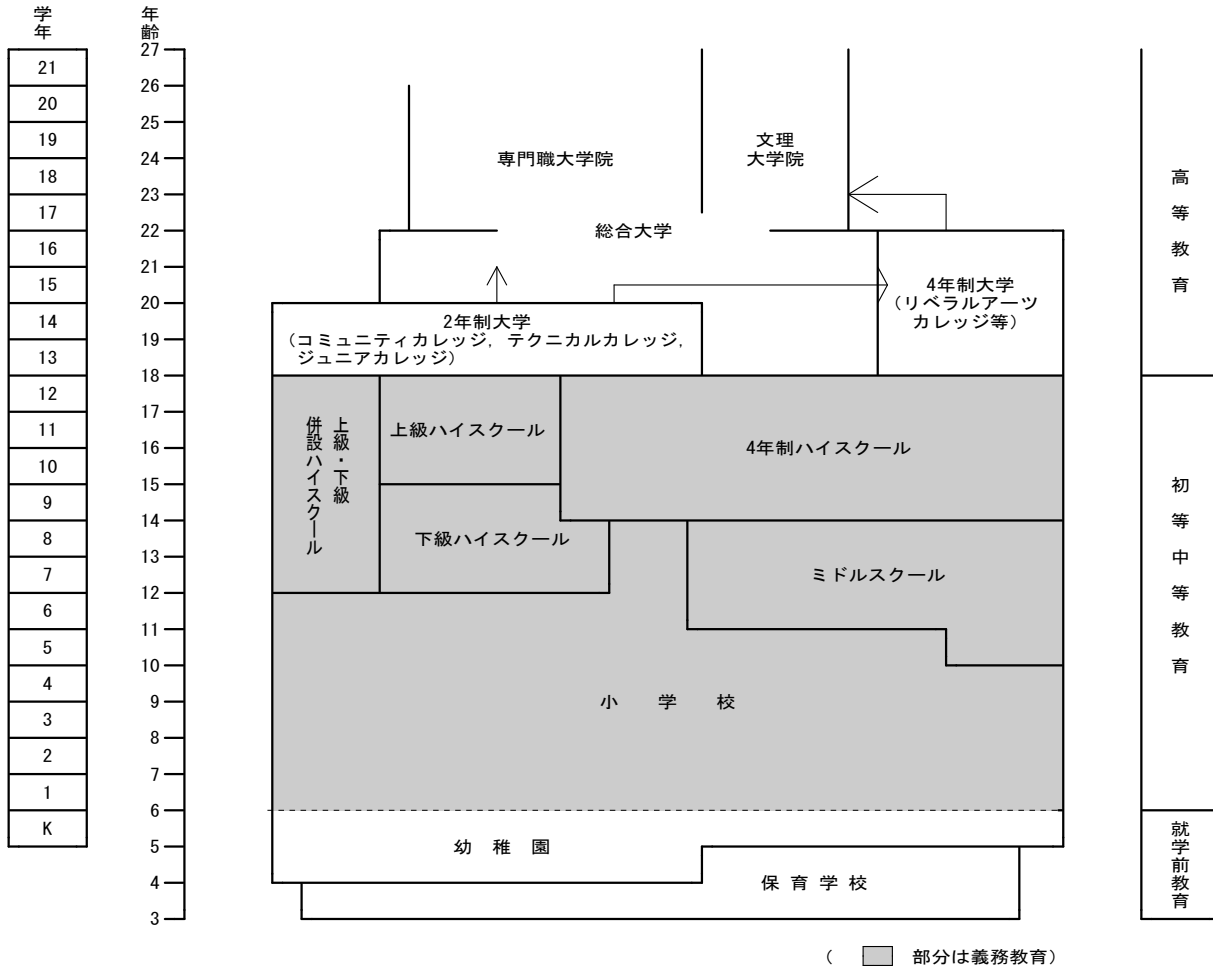 学年
年齢
21
20
19
18
17
16
15
14
13
12
11
10
9
8
7
6
5
4
3
2
1
K
27
26
25
24
23
22
21
20
19
18
17
16
15
14
13
12
11
10
9
8
7
6
5
4
3
専門職大学院
文理
大学院
総合大学
4年制大学
(リベラルアーツ
カレッジ等)
2年制大学
(コミュニティカレッジ,テクニカルカレッジ,
ジュニアカレッジ)
上級・下級
併設ハイスクール
上級ハイスクール
4年制ハイスクール
下級ハイスクール
ミドルスクール
小学校
幼稚園
保育学校
高等教育
初等中等教育
就学前教育
( 部分は義務教育)